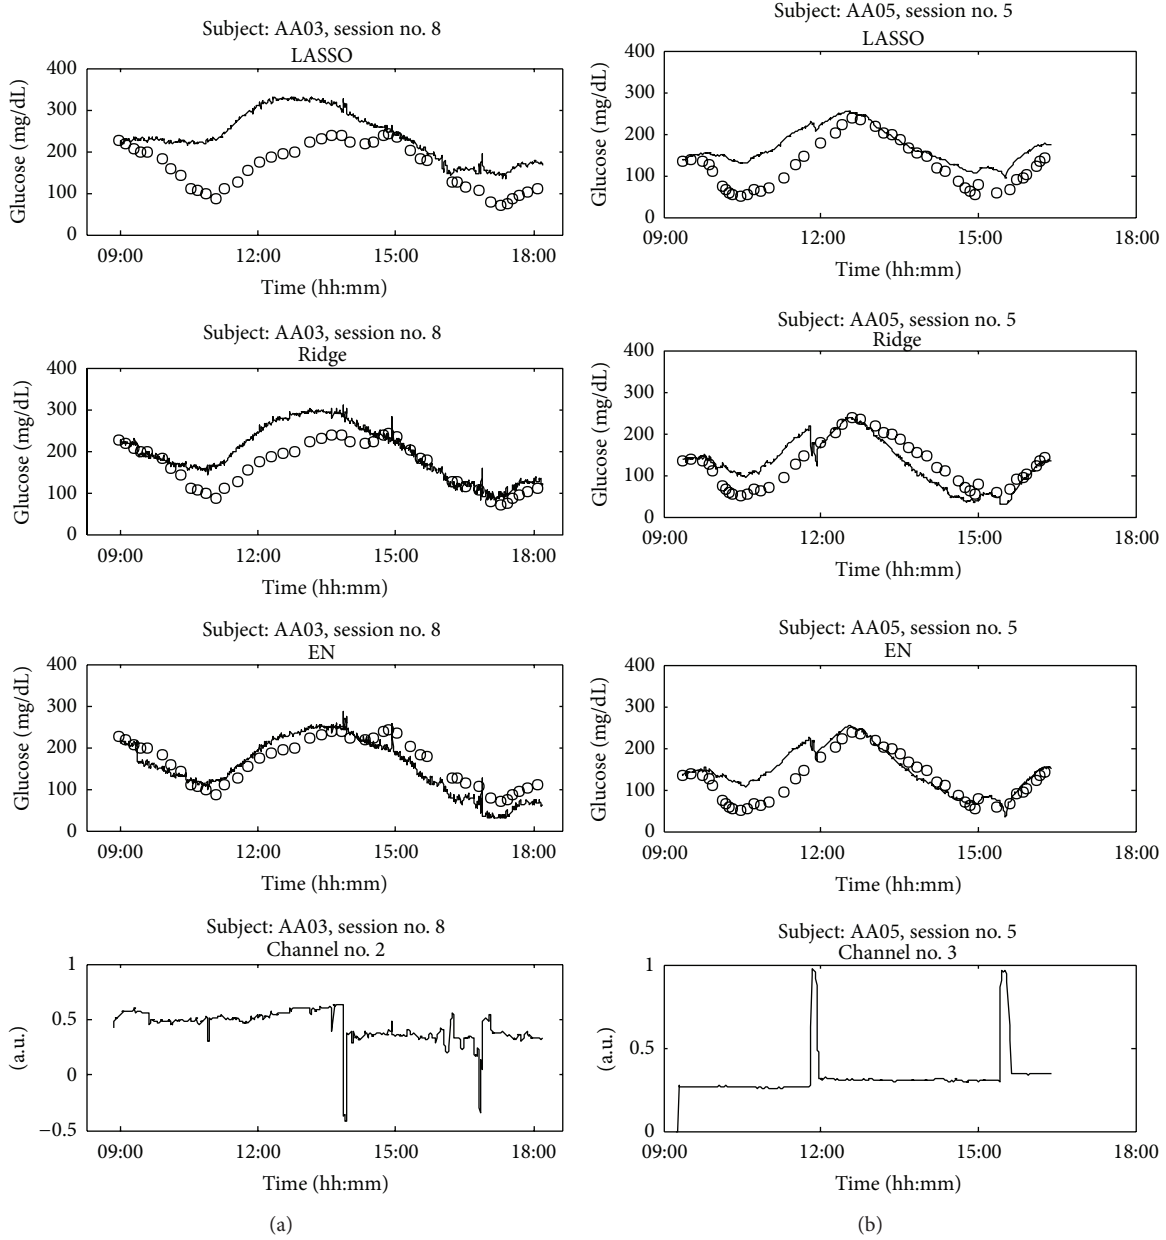 Subject: AA03, session no. 8
LASSO
400
300
200
100
0
Glucose (mg/dL)
09:00 12:00 15:00 18:00
Time (hh:mm)
Subject: AA03, session no. 8
Ridge
400
300
200
100
0
Glucose (mg/dL)
09:00 12:00 15:00 18:00
Time (hh:mm)
Subject: AA03, session no. 8
EN
400
300
200
100
0
Glucose (mg/dL)
09:00 12:00 15:00 18:00
Time (hh:mm)
Subject: AA03, session no. 8
Channel no. 2
1
0.5
0
−0.5
(a.u.)
09:00 12:00 15:00 18:00
Time (hh:mm)
(a)
Subject: AA05, session no. 5
LASSO
400
300
200
100
0
Glucose (mg/dL)
09:00 12:00 15:00 18:00
Time (hh:mm)
Subject: AA05, session no. 5
Ridge
400
300
200
100
0
Glucose (mg/dL)
09:00 12:00 15:00 18:00
Time (hh:mm)
Subject: AA05, session no. 5
EN
400
300
200
100
0
Glucose (mg/dL)
09:00 12:00 15:00 18:00
Time (hh:mm)
Subject: AA05, session no. 5
Channel no. 3
1
0.5
0
(a.u.)
09:00 12:00 15:00 18:00
Time (hh:mm)
(b)